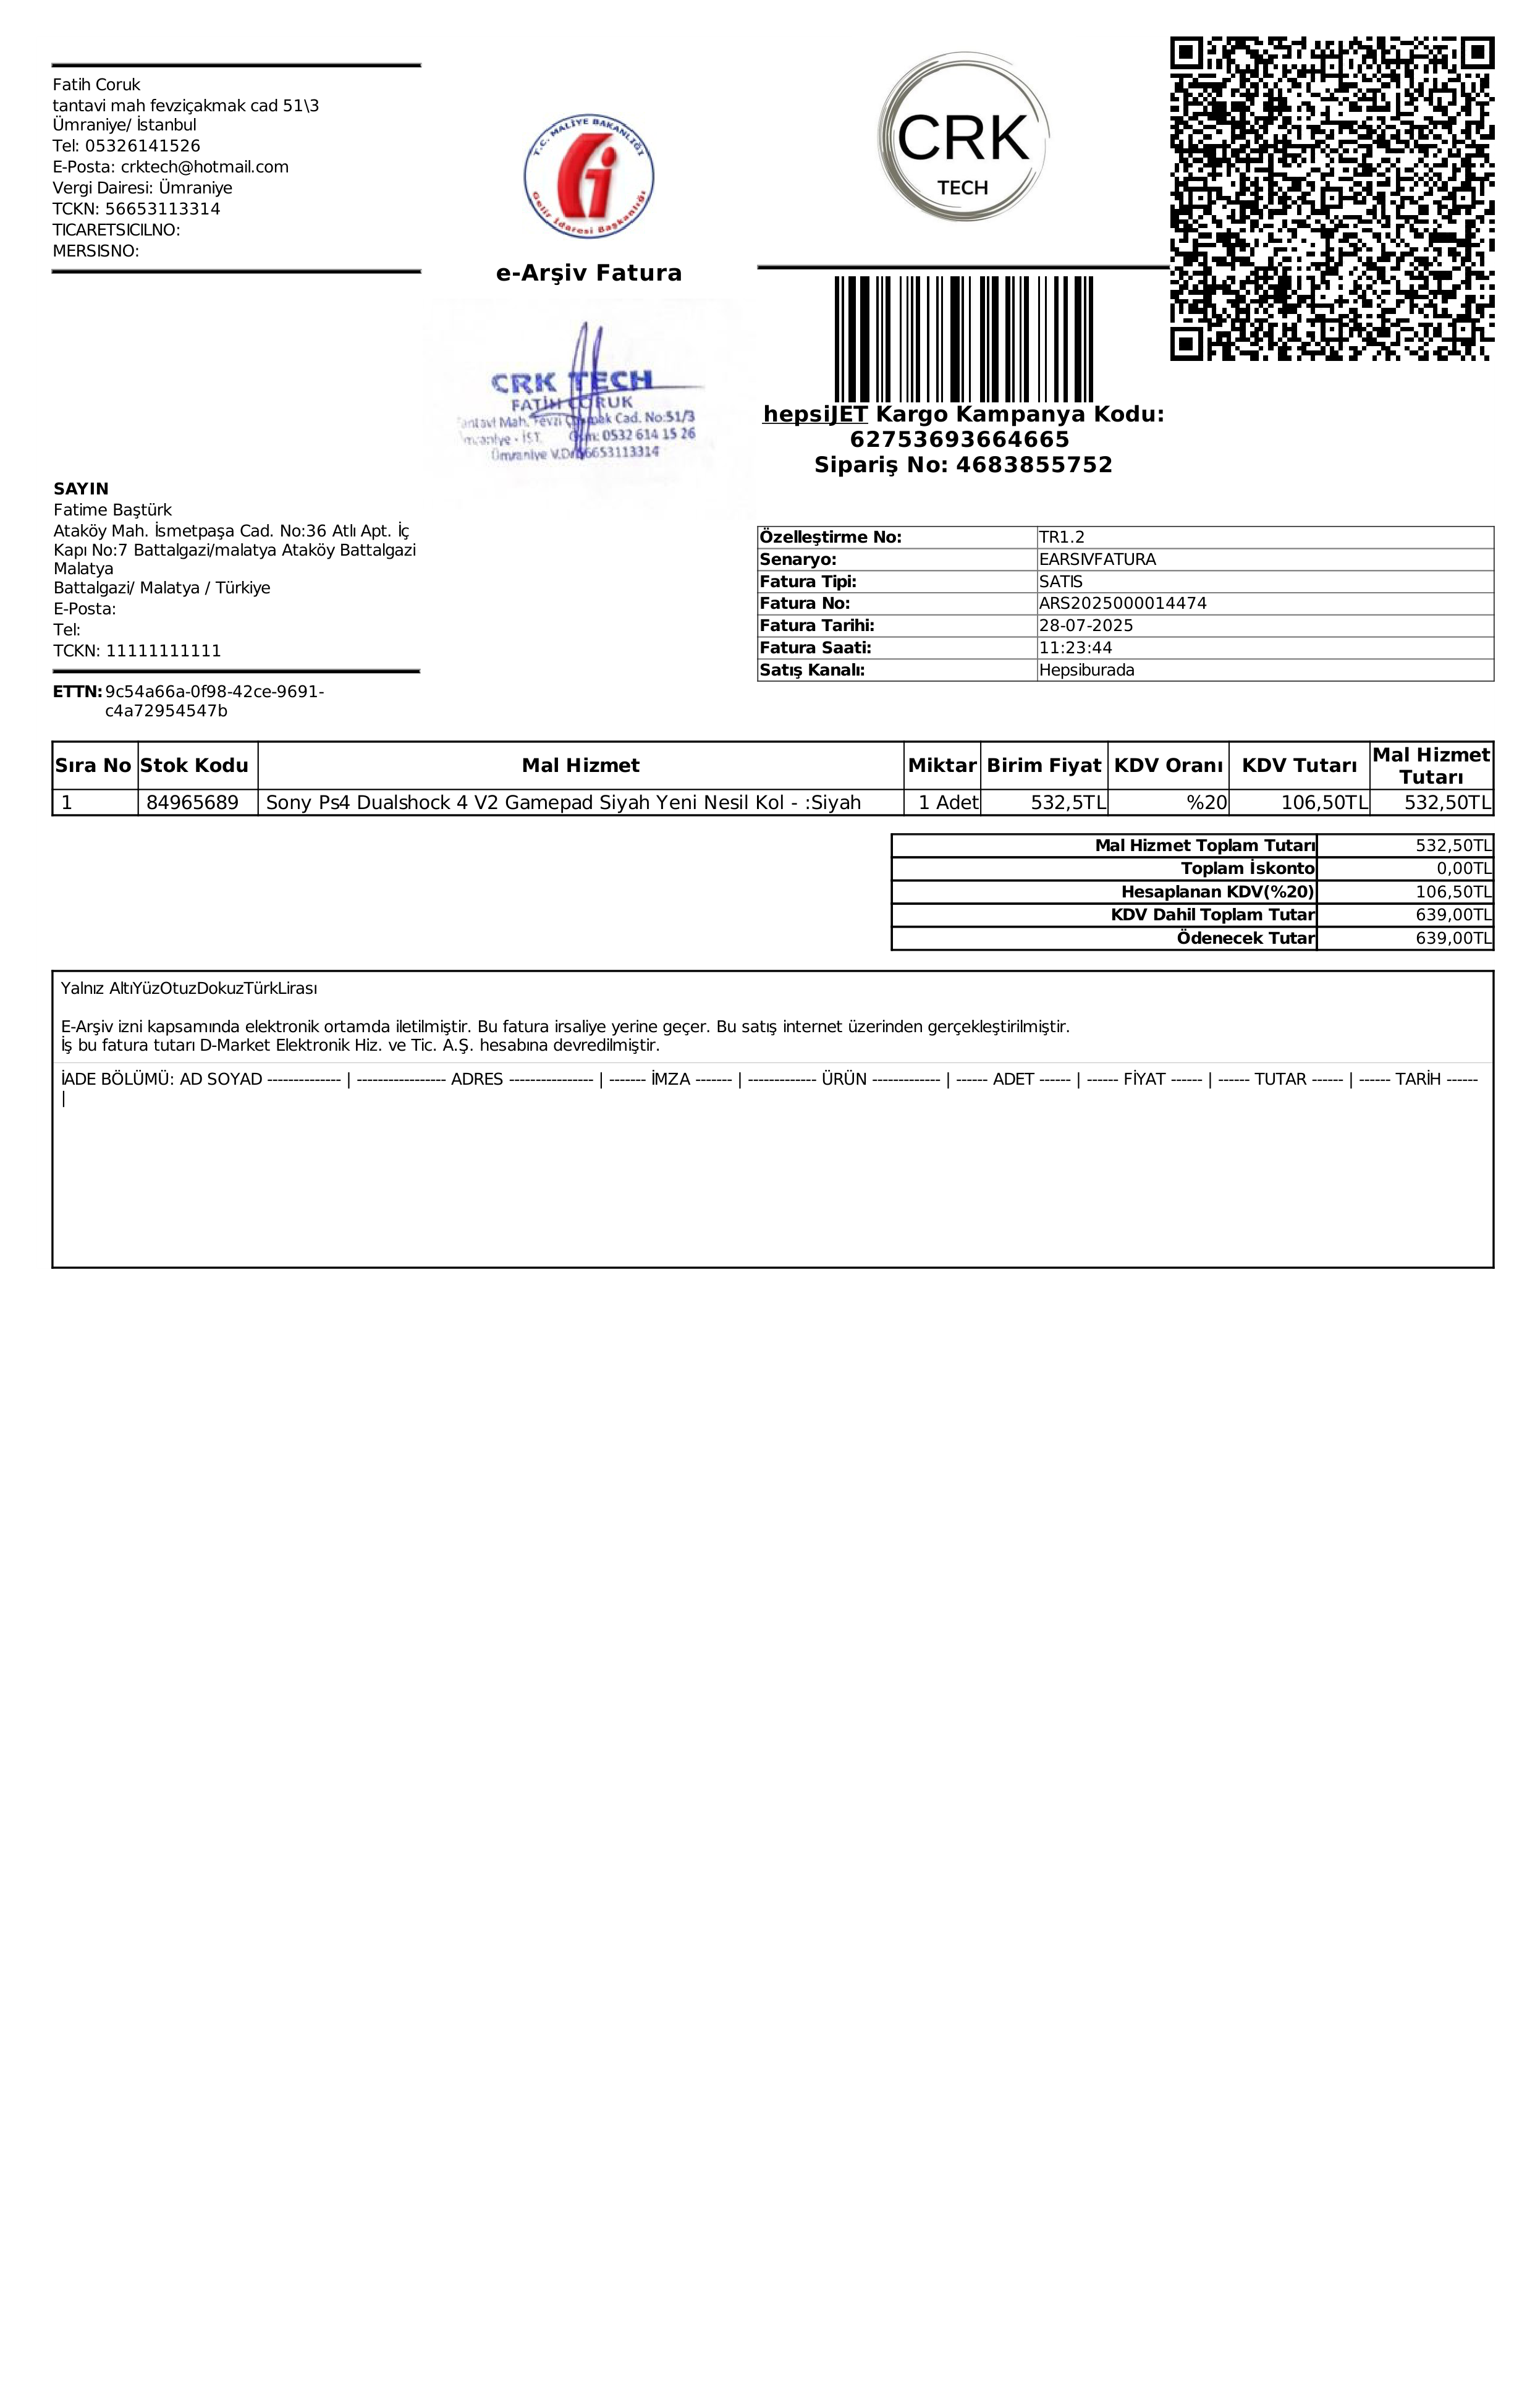 Fatih Coruk
tantavi mah fevziçakmak cad 51\3
Ümraniye/ İstanbul
Tel: 05326141526
E-Posta: crktech@hotmail.com
Vergi Dairesi: Ümraniye
TCKN: 56653113314
TICARETSICILNO:
MERSISNO:
T.C. MALİYE BAKANLIĞI
Gelir İdaresi Başkanlığı
e-Arşiv Fatura
CRK
TECH
CRK TECH
FATİH CORUK
Mah. Fevzi Cad. No:51/3
İST. 0532 614 15 26
Ümraniye V.D. 56653113314
hepsiJET Kargo Kampanya Kodu:
62753693664665
Sipariş No: 4683855752
SAYIN
Fatime Baştürk
Ataköy Mah. İsmetpaşa Cad. No:36 Atlı Apt. İç
Kapı No:7 Battalgazi/malatya Ataköy Battalgazi
Malatya
Battalgazi/ Malatya / Türkiye
E-Posta:
Tel:
TCKN: 11111111111
ETTN: 9c54a66a-0f98-42ce-9691-
c4a72954547b
Özelleştirme No: TR1.2
Senaryo: EARSIVFATURA
Fatura Tipi: SATIS
Fatura No: ARS2025000014474
Fatura Tarihi: 28-07-2025
Fatura Saati: 11:23:44
Satış Kanalı: Hepsiburada
Sıra No Stok Kodu Mal Hizmet Miktar Birim Fiyat KDV Oranı KDV Tutarı Mal Hizmet Tutarı
1 84965689 Sony Ps4 Dualshock 4 V2 Gamepad Siyah Yeni Nesil Kol - :Siyah 1 Adet 532,5TL %20 106,50TL 532,50TL
Mal Hizmet Toplam Tutarı 532,50TL
Toplam İskonto 0,00TL
Hesaplanan KDV(%20) 106,50TL
KDV Dahil Toplam Tutar 639,00TL
Ödenecek Tutar 639,00TL
Yalnız AltıYüzOtuzDokuzTürkLirası
E-Arşiv izni kapsamında elektronik ortamda iletilmiştir. Bu fatura irsaliye yerine geçer. Bu satış internet üzerinden gerçekleştirilmiştir.
İş bu fatura tutarı D-Market Elektronik Hiz. ve Tic. A.Ş. hesabına devredilmiştir.
İADE BÖLÜMÜ: AD SOYAD -------------- | ----------------- ADRES ---------------- | ------- İMZA ------- | ------------- ÜRÜN ------------- | ------ ADET ------ | ------ FİYAT ------ | ------ TUTAR ------ | ------ TARİH ------
|